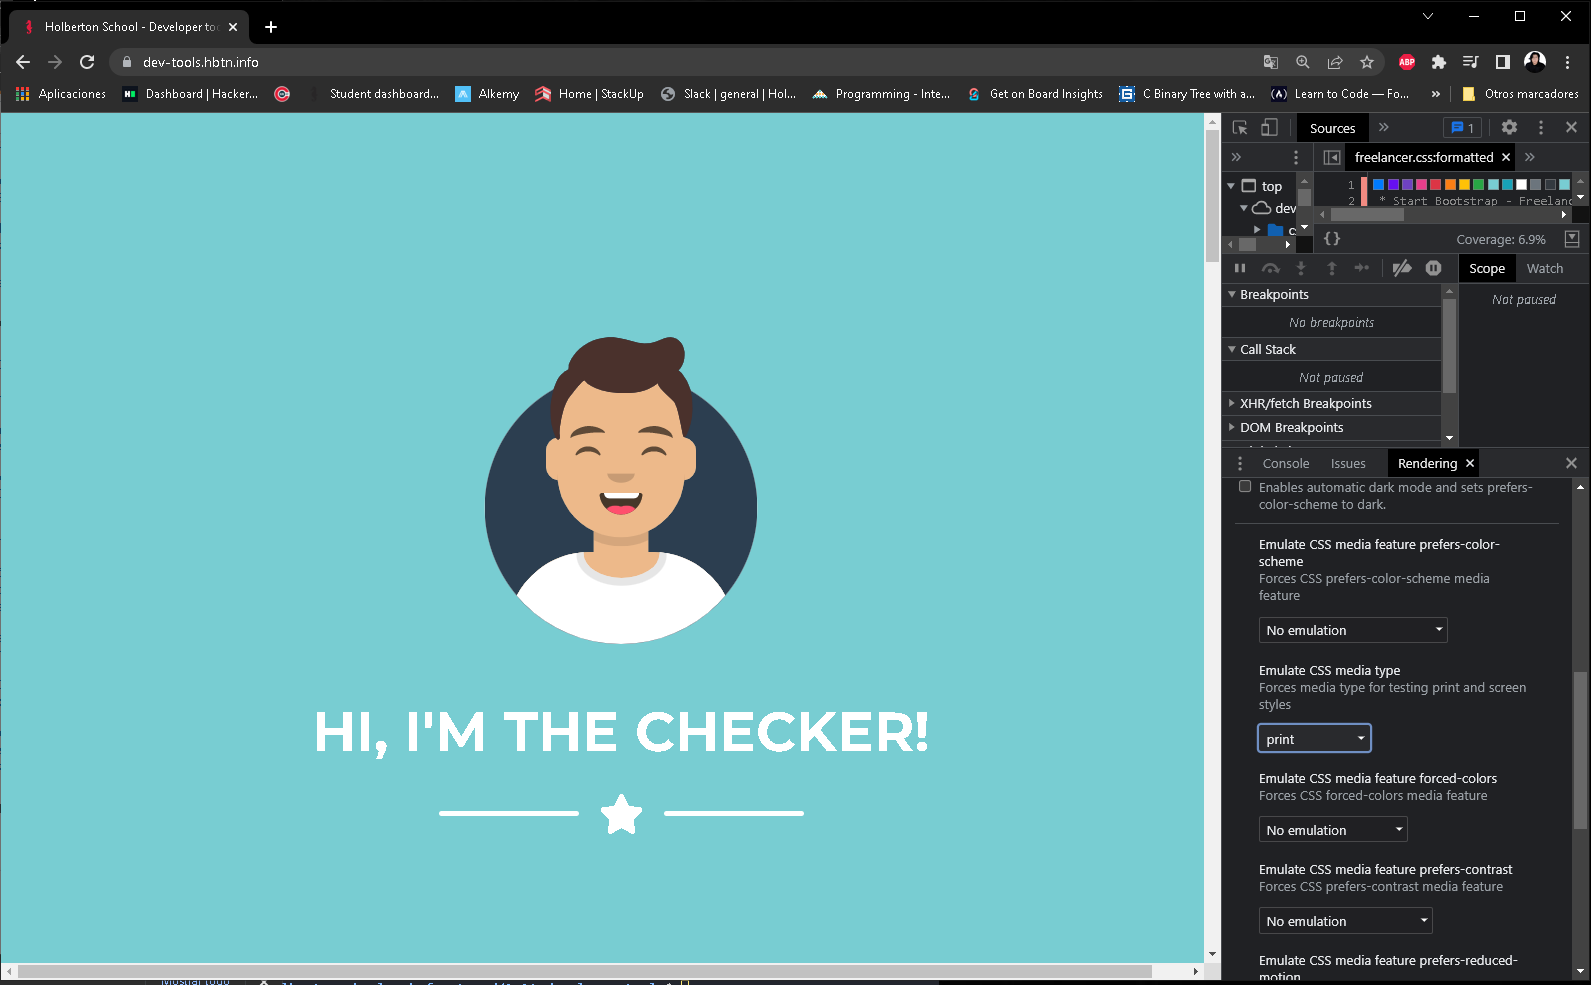 Holberton School - Developer too
dev-tools.hbtn.info
ABP
Aplicaciones
Dashboard | Hacker...
Student dashboard...
Alkemy
Home | StackUp
Slack | general | Hol...
Programming - Inte...
Get on Board Insights
C Binary Tree with a...
Learn to Code — Fo...
»
Otros marcadores
HI, I'M THE CHECKER!
Sources
»
1
»
freelancer.css:formatted
»
top
dev
c
1
2 * Start Bootstrap - Freelanc
{}
Coverage: 6.9%
Scope
Watch
Breakpoints
No breakpoints
Not paused
Call Stack
Not paused
XHR/fetch Breakpoints
DOM Breakpoints
Console
Issues
Rendering
Enables automatic dark mode and sets prefers-
color-scheme to dark.
Emulate CSS media feature prefers-color-
scheme
Forces CSS prefers-color-scheme media
feature
No emulation
Emulate CSS media type
Forces media type for testing print and screen
styles
print
Emulate CSS media feature forced-colors
Forces CSS forced-colors media feature
No emulation
Emulate CSS media feature prefers-contrast
Forces CSS prefers-contrast media feature
No emulation
Emulate CSS media feature prefers-reduced-
motion